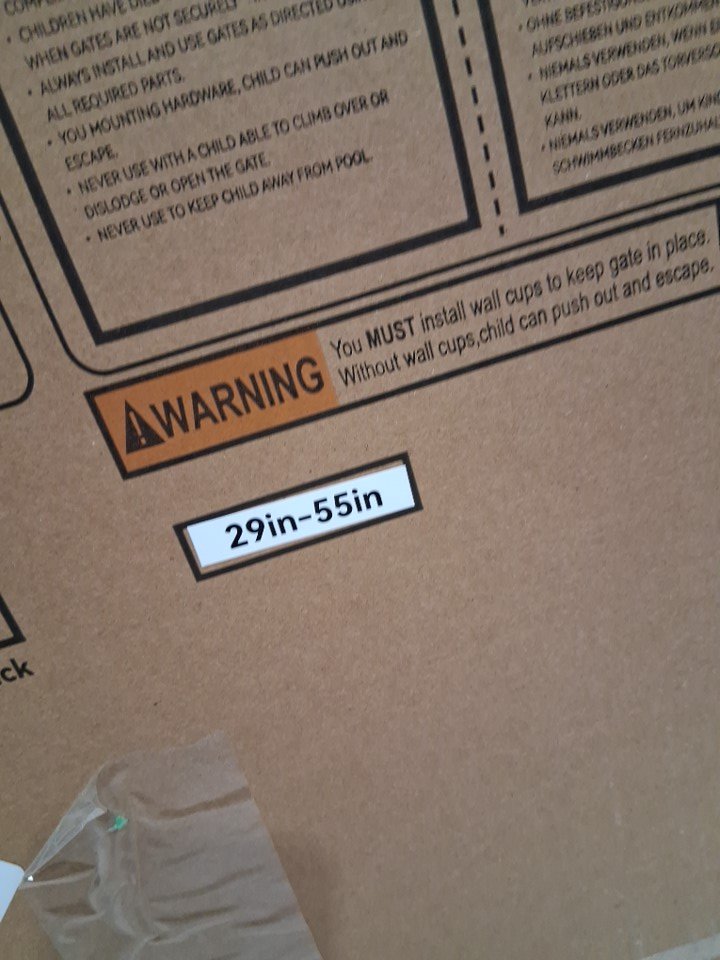 CHILDREN HAVE DIED
WHEN GATES ARE NOT SECURELY
• ALWAYS INSTALL AND USE GATES AS DIRECTED
ALL REQUIRED PARTS.
• YOU MOUNTING HARDWARE, CHILD CAN PUSH OUT AND
ESCAPE.
• NEVER USE WITH A CHILD ABLE TO CLIMB OVER OR
DISLODGE OR OPEN THE GATE.
• NEVER USE TO KEEP CHILD AWAY FROM POOL.
• OHNE
AUFSCHIEBEN UND ENTKOMMEN
• NIEMALS VERWENDEN, WENN
KLETTERN ODER DAS
KANN.
• NIEMALS VERWENDEN, UM
SCHWIMMBECKEN
WARNING
You MUST install wall cups to keep gate in place.
Without wall cups,child can push out and escape.
29in–55in
ck